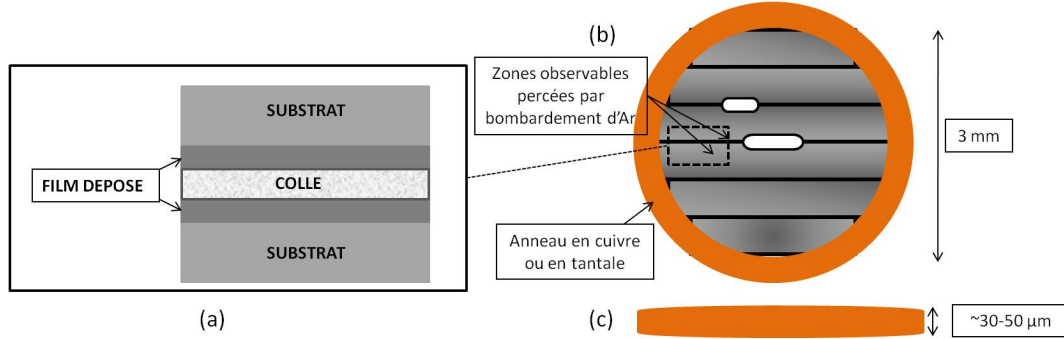 SUBSTRAT
FILM DEPOSE
COLLE
SUBSTRAT
(a)
(b)
Zones observables
percées par
bombardement d'Ar
3 mm
Anneau en cuivre
ou en tantale
(c)
~30-50 µm